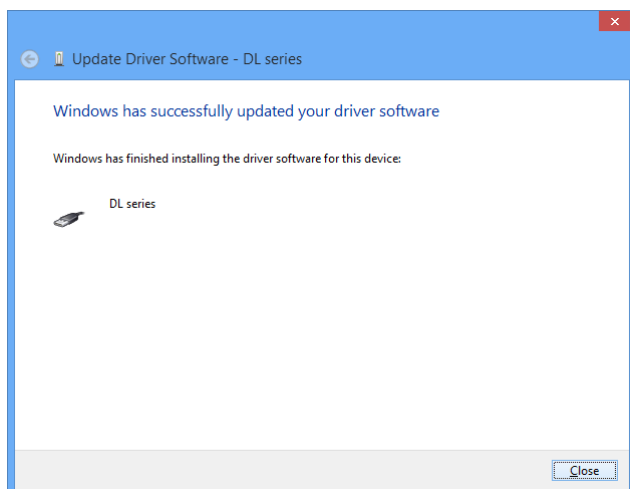 Update Driver Software - DL series
Windows has successfully updated your driver software
Windows has finished installing the driver software for this device:
DL series
Close